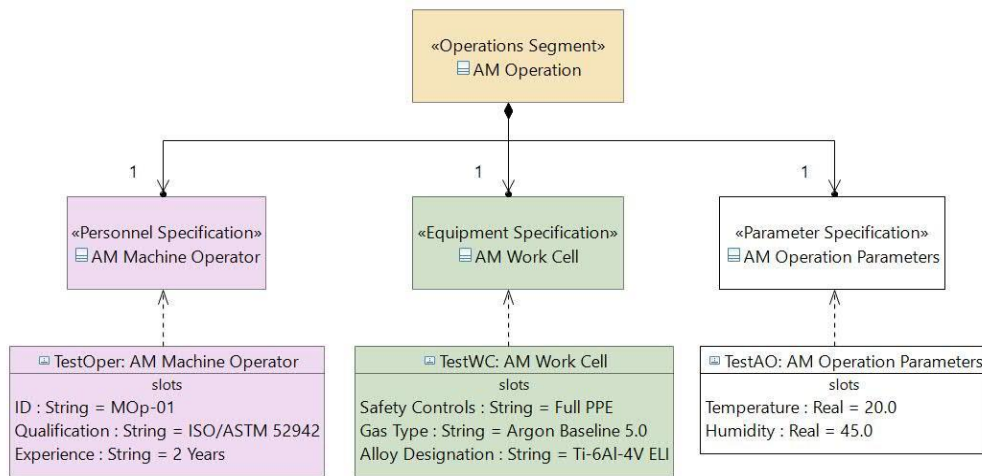 «Operations Segment»
AM Operation
1
1
1
«Personnel Specification»
AM Machine Operator
«Equipment Specification»
AM Work Cell
«Parameter Specification»
AM Operation Parameters
TestOper: AM Machine Operator
slots
ID : String = MOp-01
Qualification : String = ISO/ASTM 52942
Experience : String = 2 Years
TestWC: AM Work Cell
slots
Safety Controls : String = Full PPE
Gas Type : String = Argon Baseline 5.0
Alloy Designation : String = Ti-6Al-4V ELI
TestAO: AM Operation Parameters
slots
Temperature : Real = 20.0
Humidity : Real = 45.0